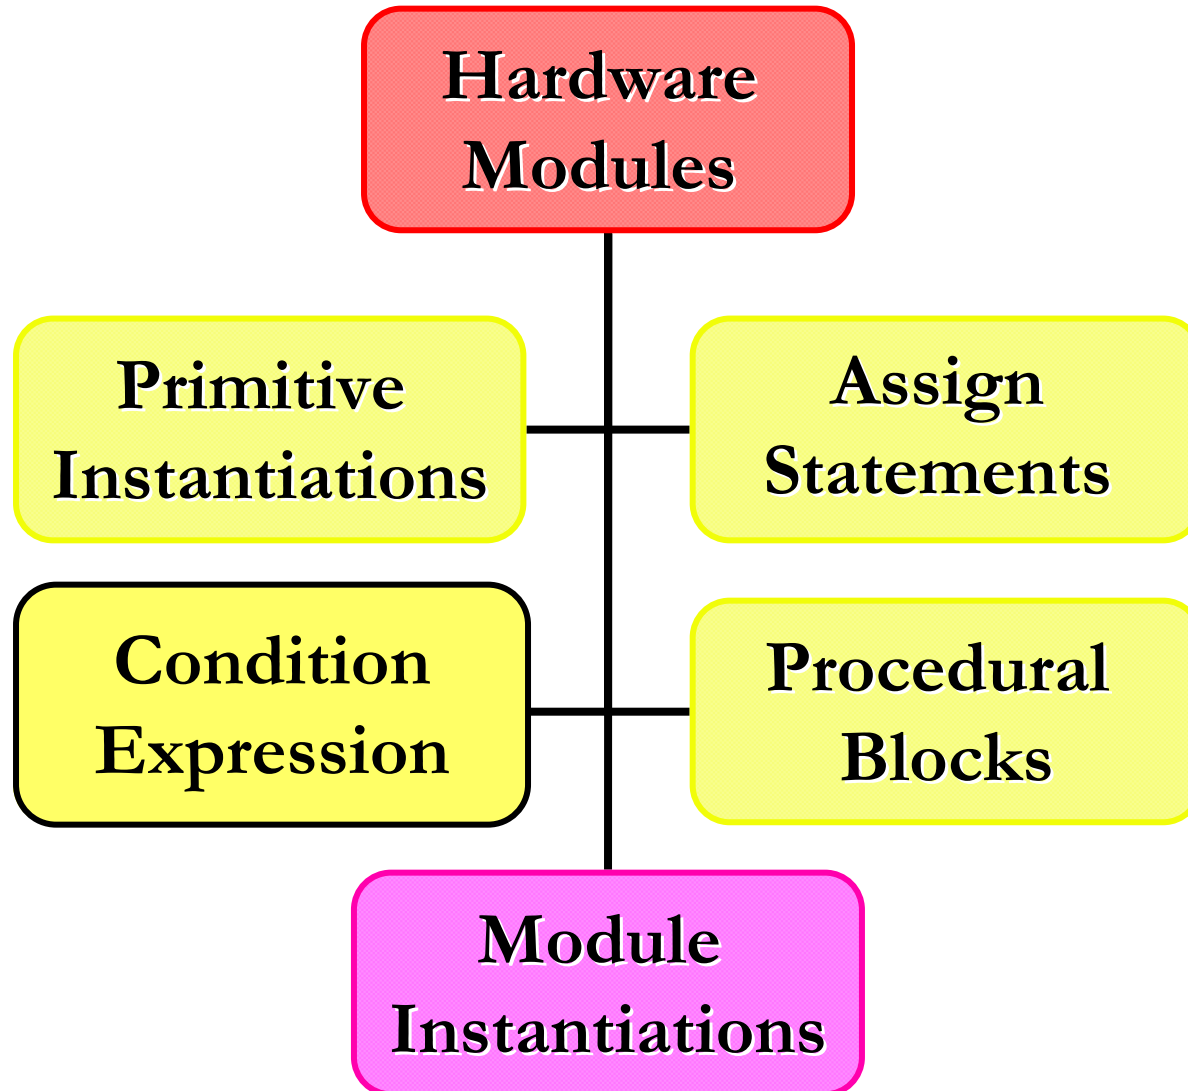 Hardware
Modules
Primitive
Instantiations
Assign
Statements
Condition
Expression
Procedural
Blocks
Module
Instantiations